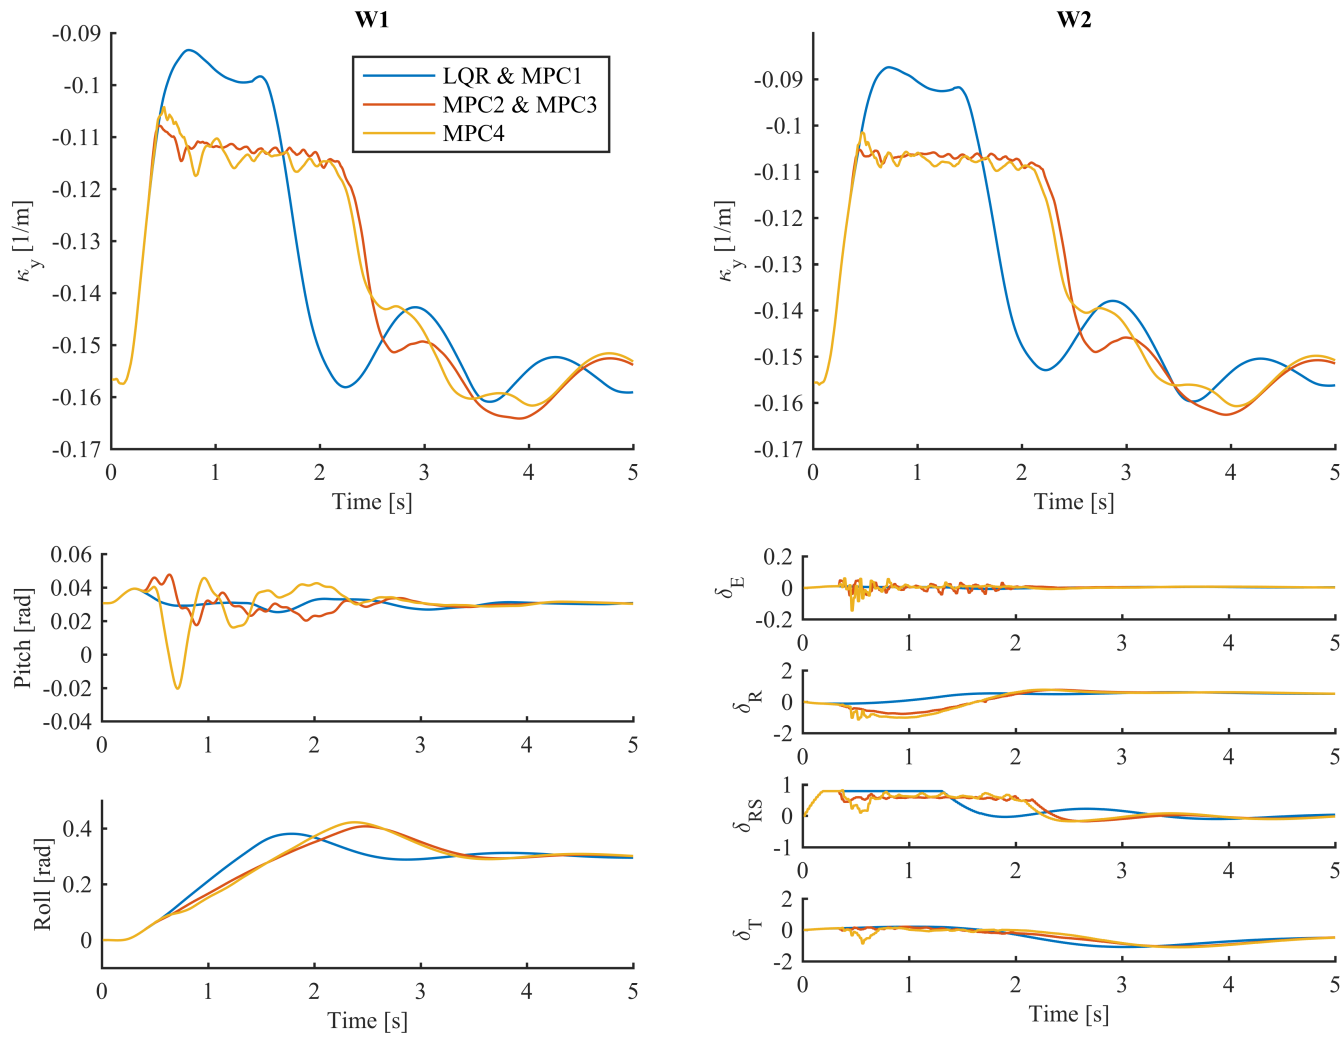 W1
-0.09
-0.1
-0.11
-0.12
-0.13
-0.14
-0.15
-0.16
-0.17
κy [1/m]
0 1 2 3 4 5
Time [s]
LQR & MPC1
MPC2 & MPC3
MPC4
W2
-0.09
-0.1
-0.11
-0.12
-0.13
-0.14
-0.15
-0.16
-0.17
κy [1/m]
0 1 2 3 4 5
Time [s]
0.06
0.04
0.02
0
-0.02
-0.04
Pitch [rad]
0 1 2 3 4 5
0.4
0.2
0
Roll [rad]
0 1 2 3 4 5
Time [s]
0.2
0
-0.2
δE
0 1 2 3 4 5
2
0
-2
δR
0 1 2 3 4 5
1
0
-1
δRS
0 1 2 3 4 5
2
0
-2
δT
0 1 2 3 4 5
Time [s]